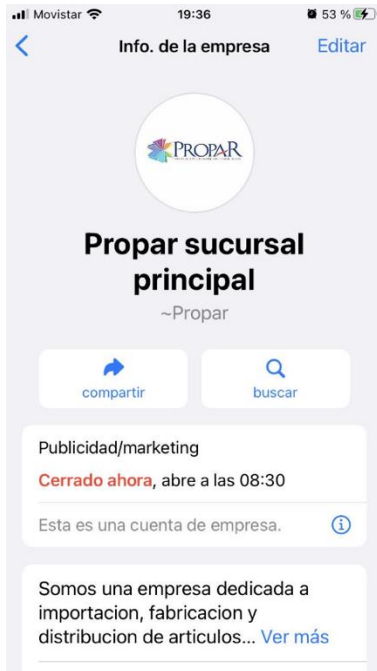 Movistar 19:36 53 %
Info. de la empresa Editar
PROPAR
Propar sucursal
principal
~Propar
compartir buscar
Publicidad/marketing
Cerrado ahora, abre a las 08:30
Esta es una cuenta de empresa.
Somos una empresa dedicada a
importacion, fabricacion y
distribucion de articulos... Ver más